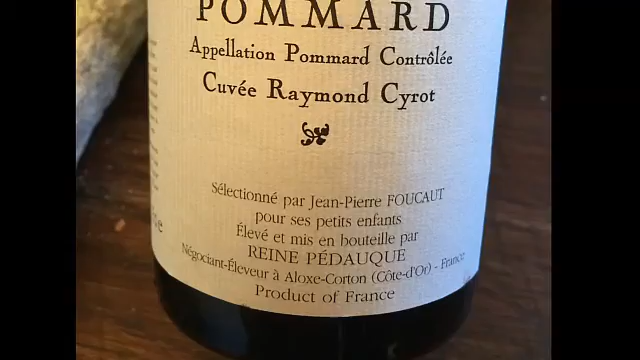 POMMARD
Appellation Pommard Contrôlée
Cuvée Raymond Cyrot
Sélectionné par Jean-Pierre FOUCAUT
pour ses petits enfants
Élevé et mis en bouteille par
REINE PÉDAUQUE
Négociant-Éleveur à Aloxe-Corton (Côte-d'Or) - France
Product of France